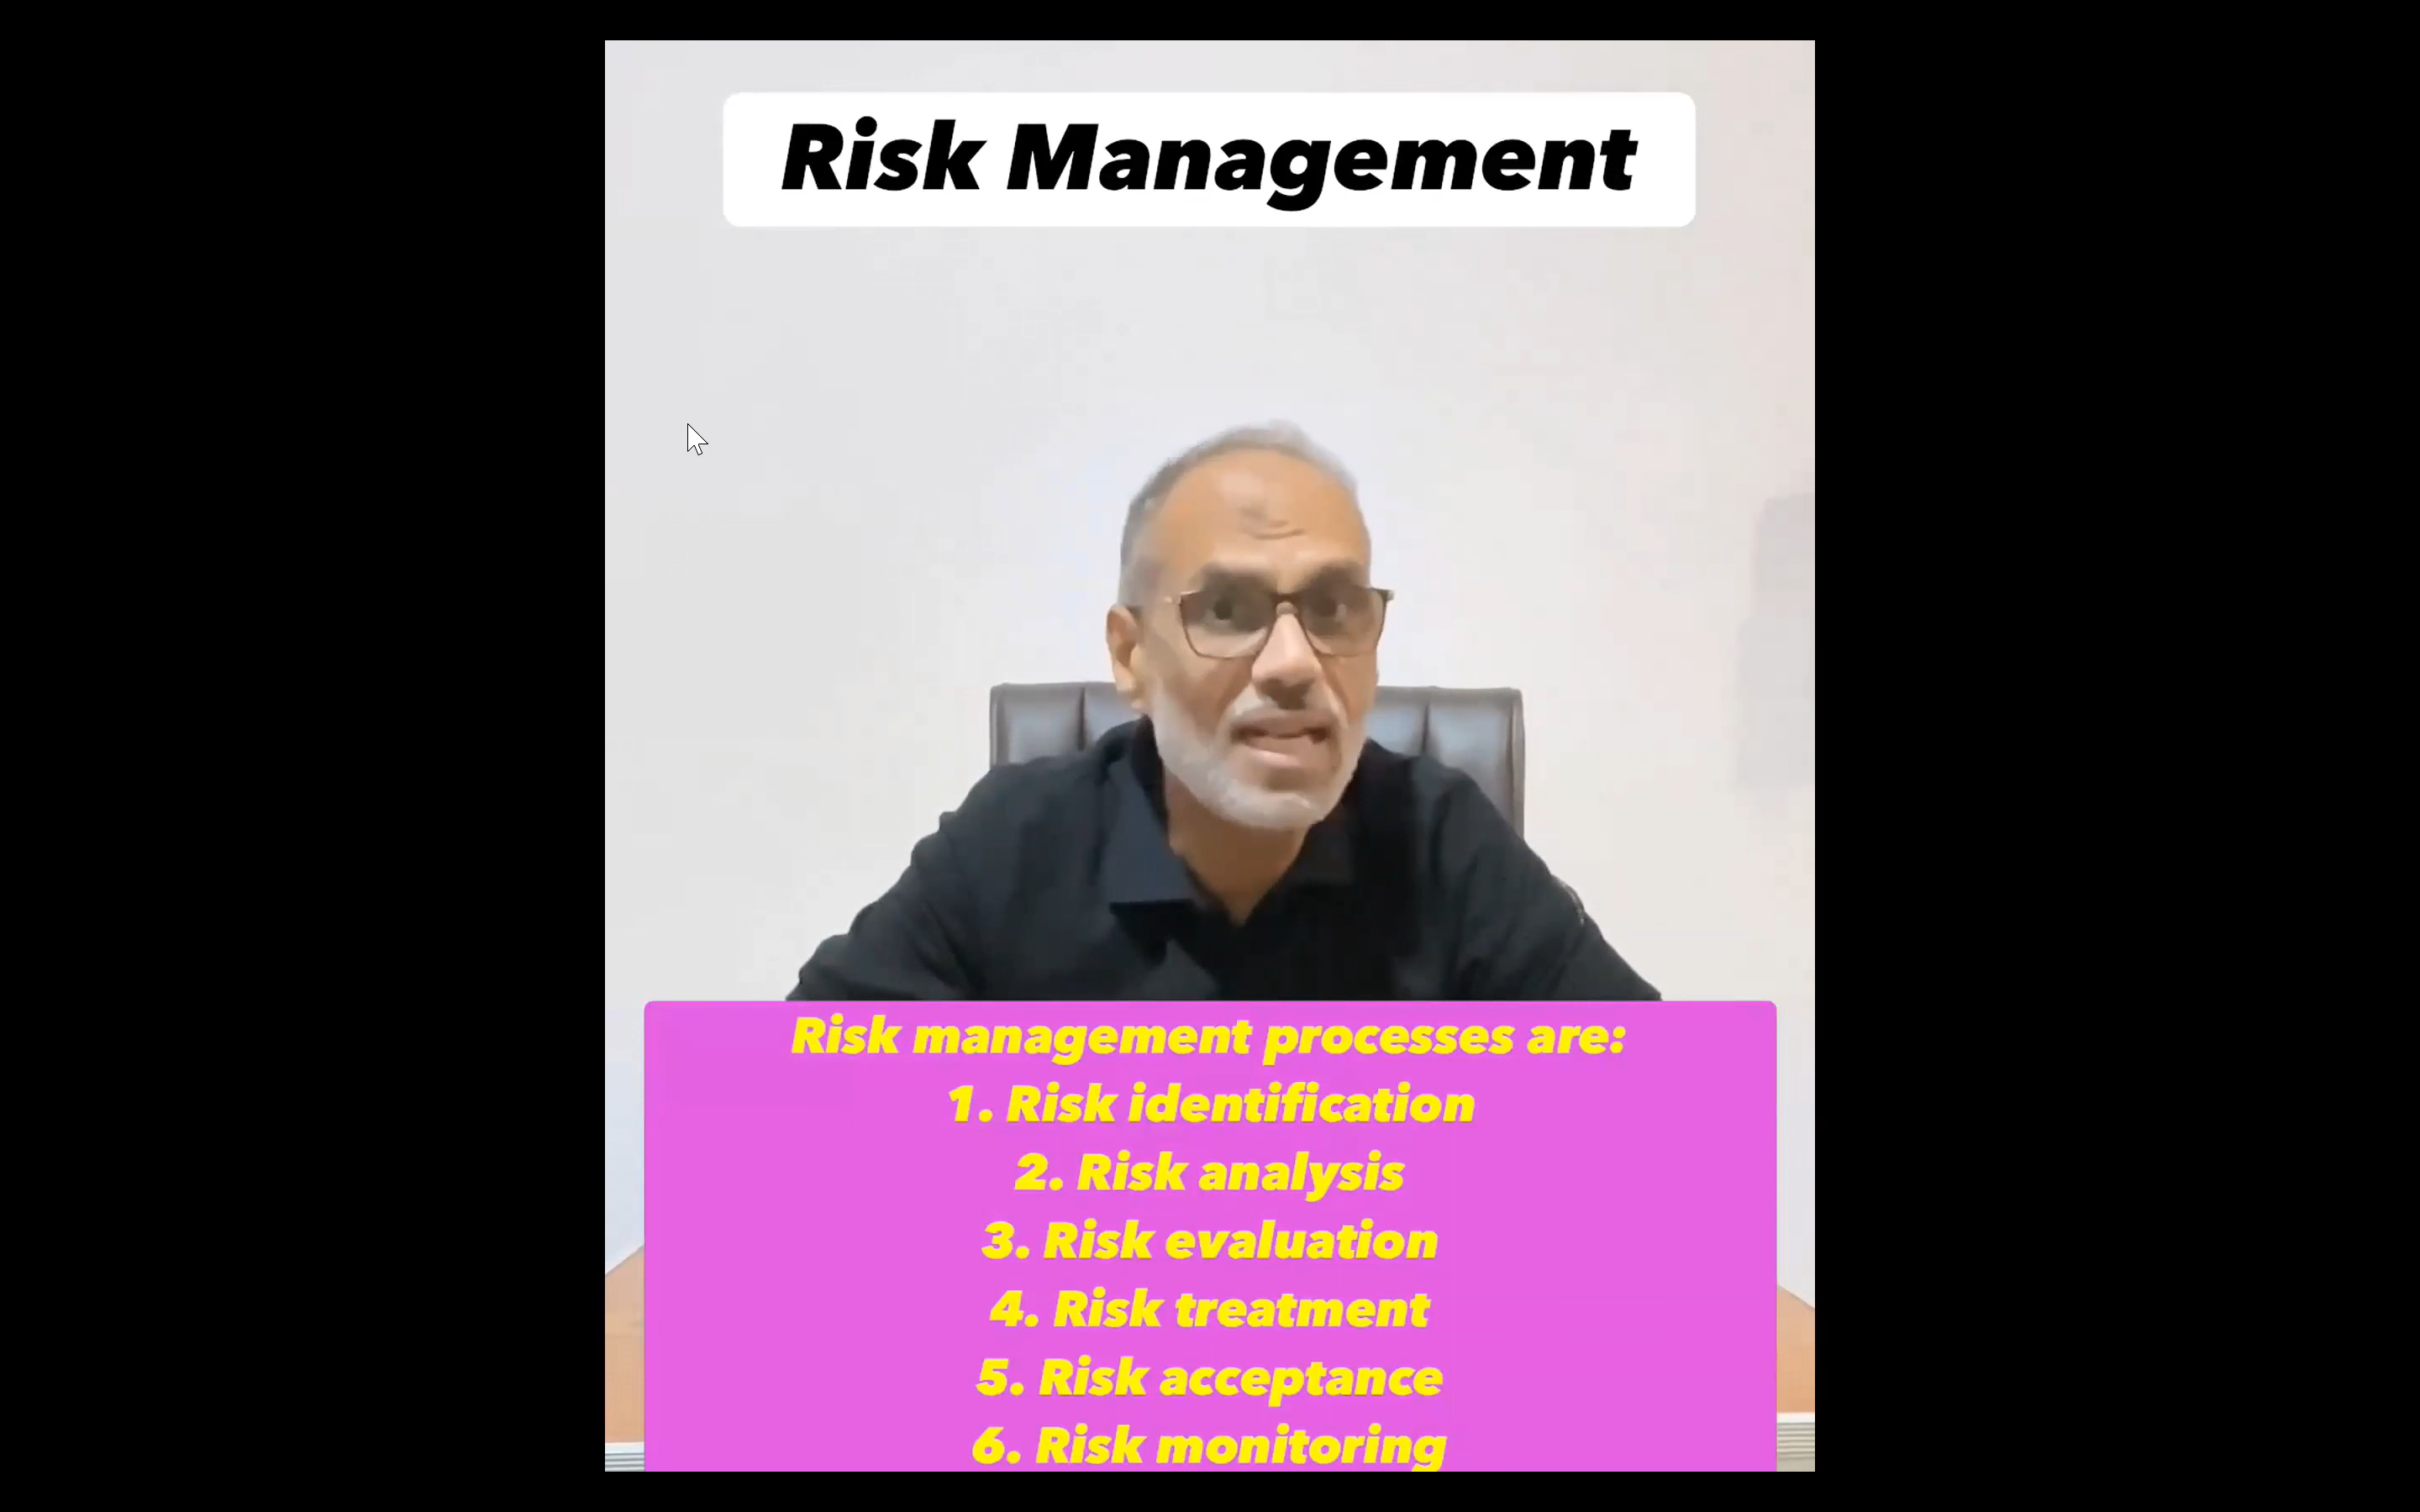 Risk Management
Risk management processes are:
1. Risk identification
2. Risk analysis
3. Risk evaluation
4. Risk treatment
5. Risk acceptance
6. Risk monitoring